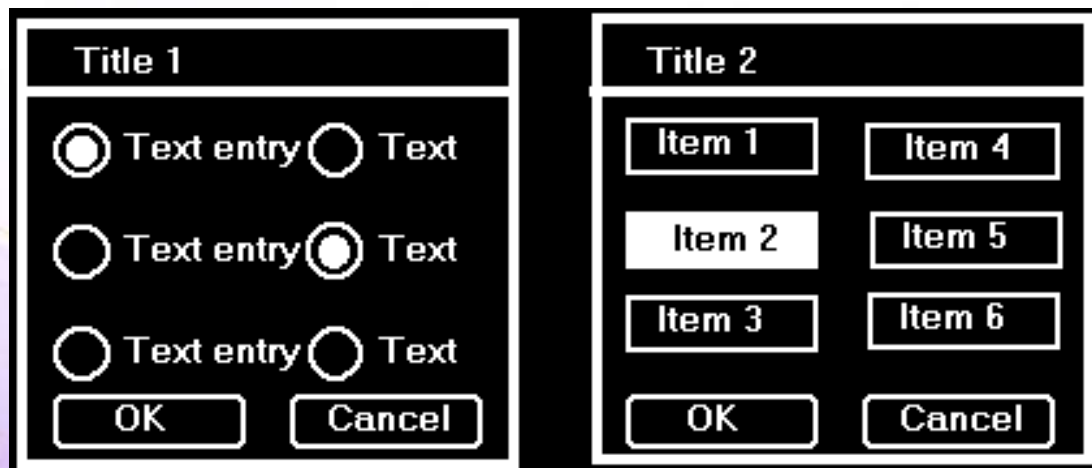 Title 1
Text entry Text
Text entry Text
Text entry Text
OK Cancel
Title 2
Item 1 Item 4
Item 2 Item 5
Item 3 Item 6
OK Cancel